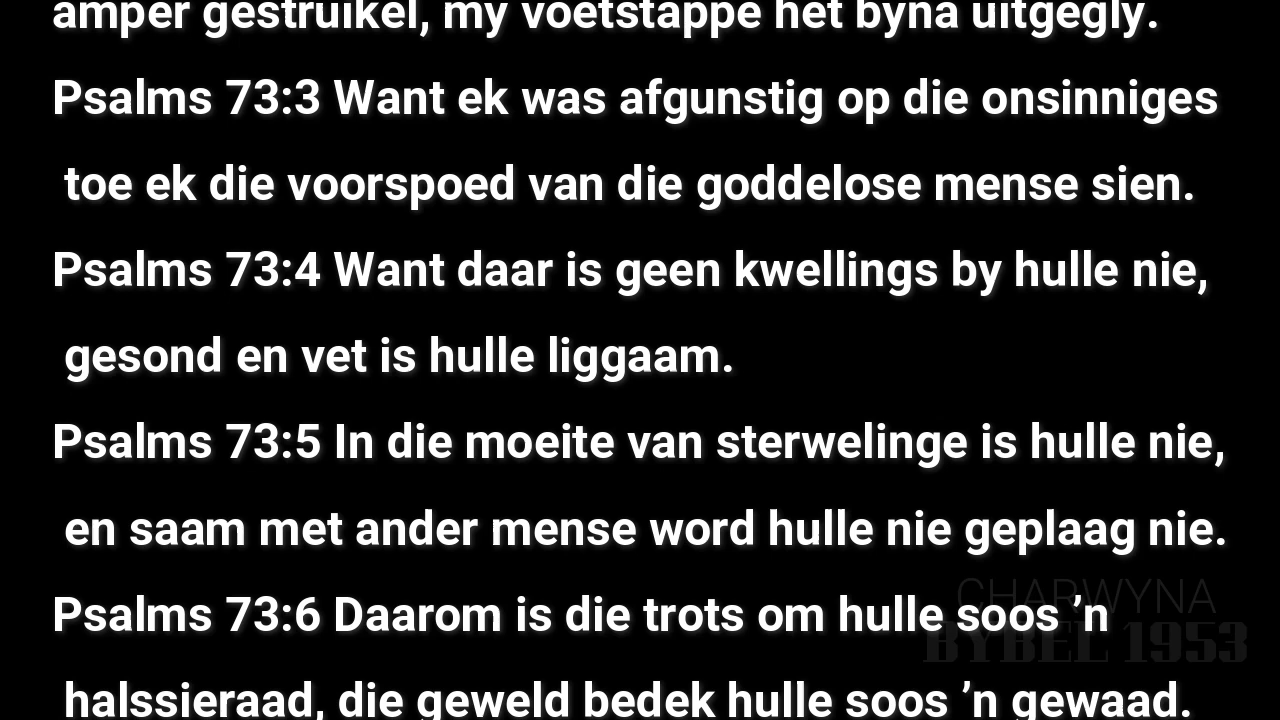 amper gestruikel, my voetstappe het byna uitgegly.
Psalms 73:3 Want ek was afgunstig op die onsinniges
toe ek die voorspoed van die goddelose mense sien.
Psalms 73:4 Want daar is geen kwellings by hulle nie,
gesond en vet is hulle liggaam.
Psalms 73:5 In die moeite van sterwelinge is hulle nie,
en saam met ander mense word hulle nie geplaag nie.
Psalms 73:6 Daarom is die trots om hulle soos ’n
halssieraad, die geweld bedek hulle soos ’n gewaad.
CHARWYNA
BYBEL 1953